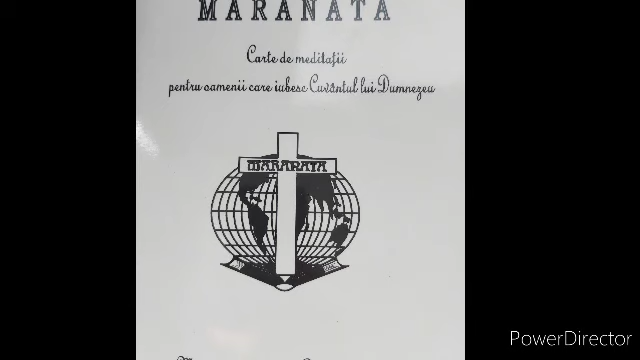 MARANATA
Carte de meditații
pentru oamenii care iubesc Cuvântul lui Dumnezeu
MARANATA
PowerDirector